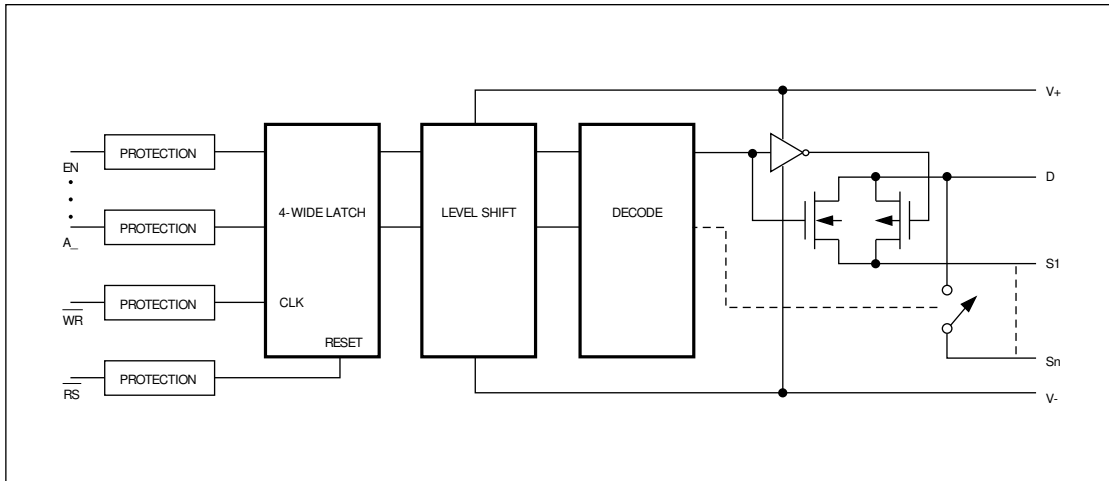 V+
EN
PROTECTION
4-WIDE LATCH
LEVEL SHIFT
DECODE
D
A_
PROTECTION
S1
WR
PROTECTION
CLK
RESET
Sn
RS
PROTECTION
V-